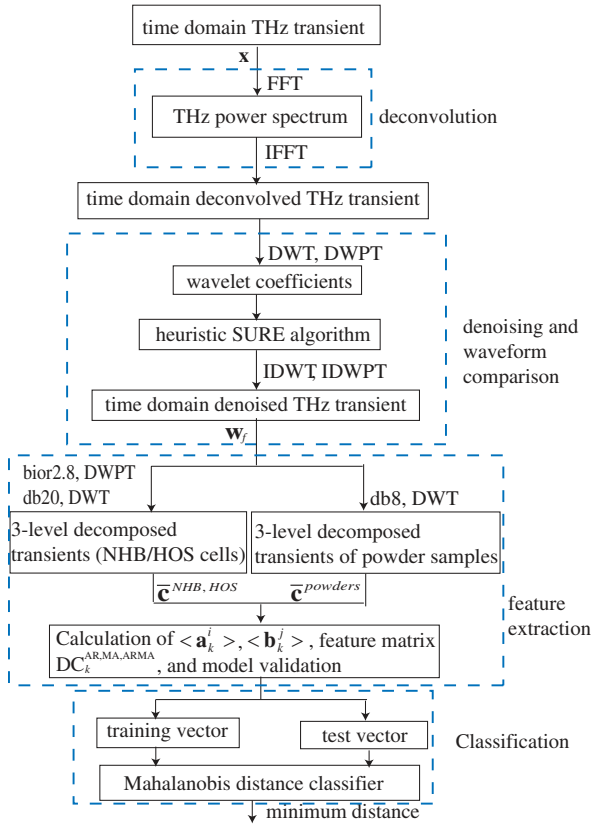 time domain THz transient
x
FFT
THz power spectrum
deconvolution
IFFT
time domain deconvolved THz transient
DWT, DWPT
wavelet coefficients
heuristic SURE algorithm
denoising and
waveform
comparison
IDWT, IDWPT
time domain denoised THz transient
w_f
bior2.8, DWPT
db20, DWT
db8, DWT
3-level decomposed
transients (NHB/HOS cells)
3-level decomposed
transients of powder samples
c̅^{NHB, HOS}
c̅^{powders}
feature
extraction
Calculation of < a_k^i >, < b_k^j >, feature matrix
DC_k^{AR,MA,ARMA}, and model validation
training vector
test vector
Classification
Mahalanobis distance classifier
minimum distance